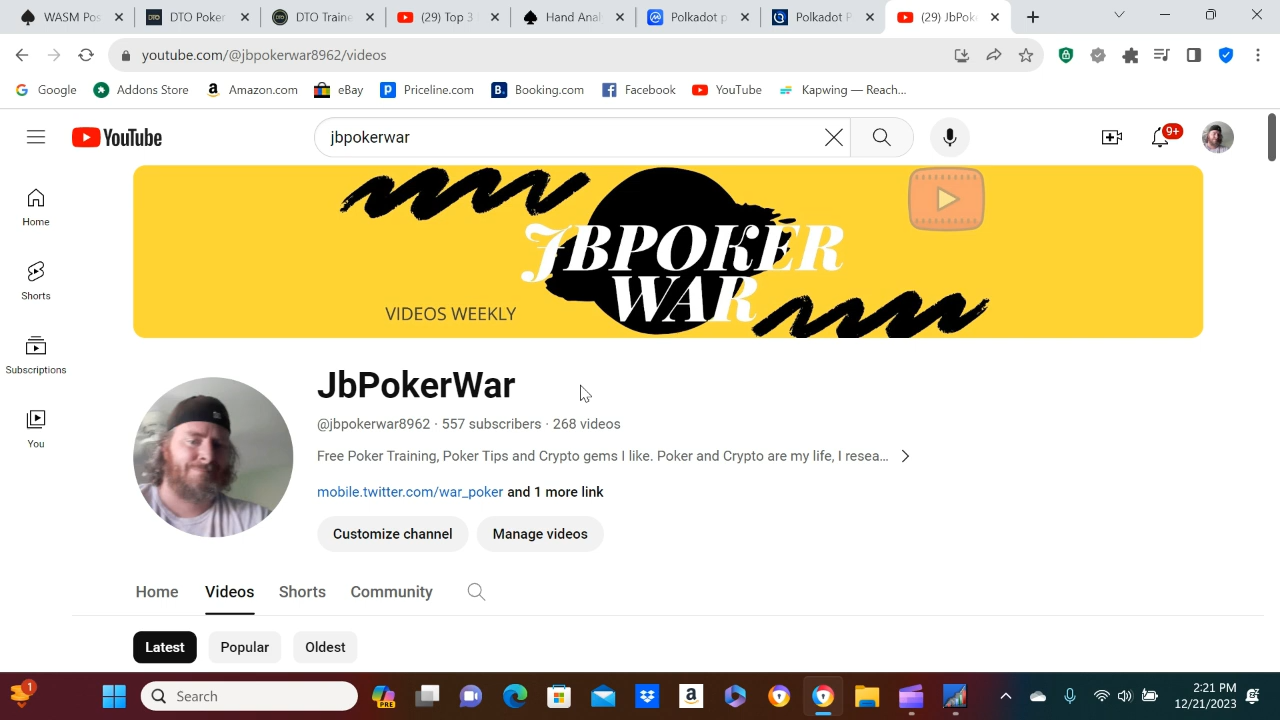 WASM Pos
DTO Poker
DTO Traine
(29) Top 3
Hand Anal
Polkadot p
Polkadot P
(29) JbPoke
youtube.com/@jbpokerwar8962/videos
Google
Addons Store
Amazon.com
eBay
Priceline.com
Booking.com
Facebook
YouTube
Kapwing — Reach...
YouTube
jbpokerwar
9+
JBPOKER
WAR
VIDEOS WEEKLY
Home
Shorts
Subscriptions
You
JbPokerWar
@jbpokerwar8962 · 557 subscribers · 268 videos
Free Poker Training, Poker Tips and Crypto gems I like. Poker and Crypto are my life, I resea...
mobile.twitter.com/war_poker and 1 more link
Customize channel
Manage videos
Home
Videos
Shorts
Community
Latest
Popular
Oldest
1
Search
PRE
2:21 PM
12/21/2023